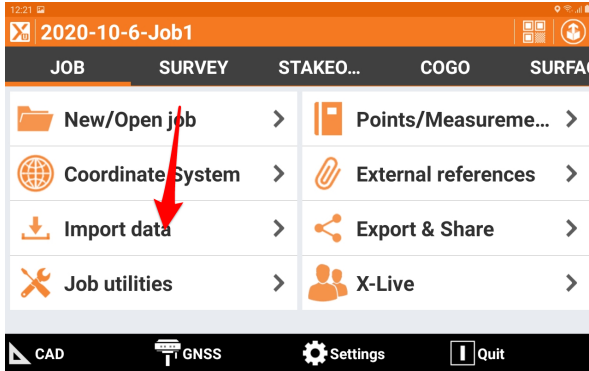 12:21
2020-10-6-Job1
JOB SURVEY STAKEO... COGO SURFA
New/Open job
Points/Measureme...
Coordinate System
External references
Import data
Export & Share
Job utilities
X-Live
CAD GNSS Settings Quit